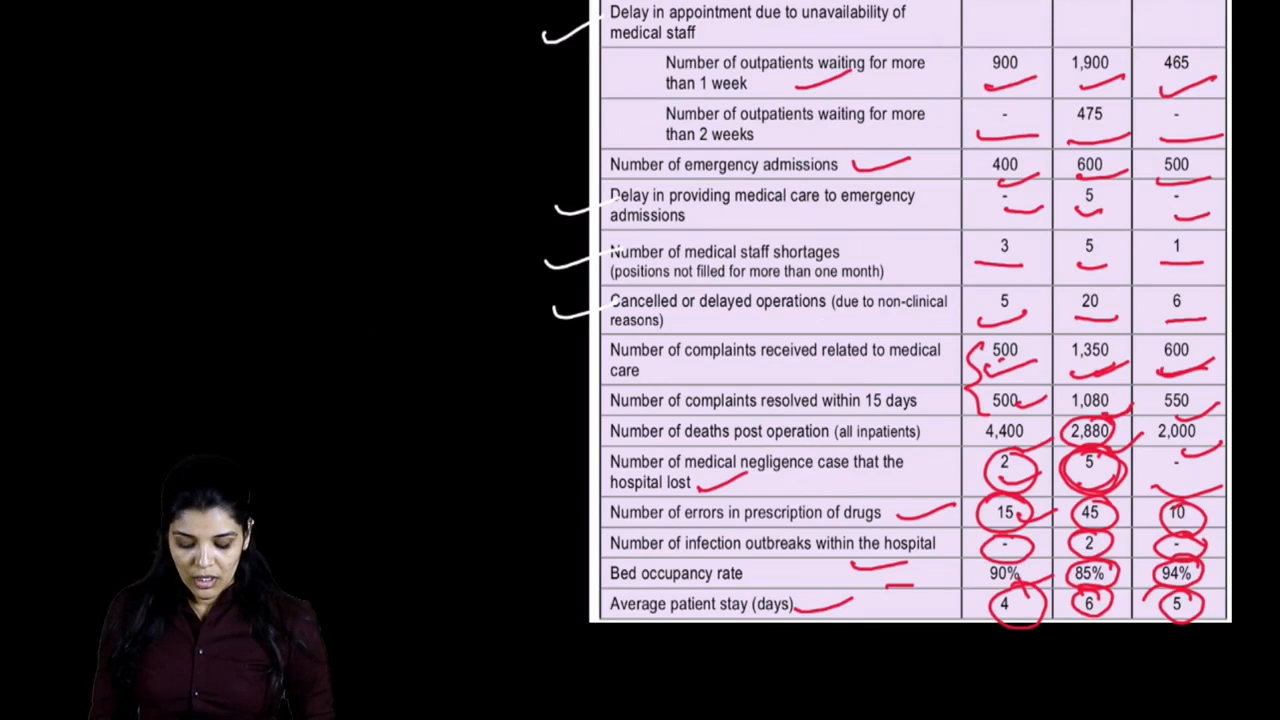 Delay in appointment due to unavailability of
medical staff
Number of outpatients waiting for more 900 1,900 465
than 1 week
Number of outpatients waiting for more - 475 -
than 2 weeks
Number of emergency admissions 400 600 500
Delay in providing medical care to emergency - 5 -
admissions
Number of medical staff shortages 3 5 1
(positions not filled for more than one month)
Cancelled or delayed operations (due to non-clinical 5 20 6
reasons)
Number of complaints received related to medical 500 1,350 600
care
Number of complaints resolved within 15 days 500 1,080 550
Number of deaths post operation (all inpatients) 4,400 2,880 2,000
Number of medical negligence case that the 2 5 -
hospital lost
Number of errors in prescription of drugs 15 45 10
Number of infection outbreaks within the hospital - 2 -
Bed occupancy rate 90% 85% 94%
Average patient stay (days) 4 6 5